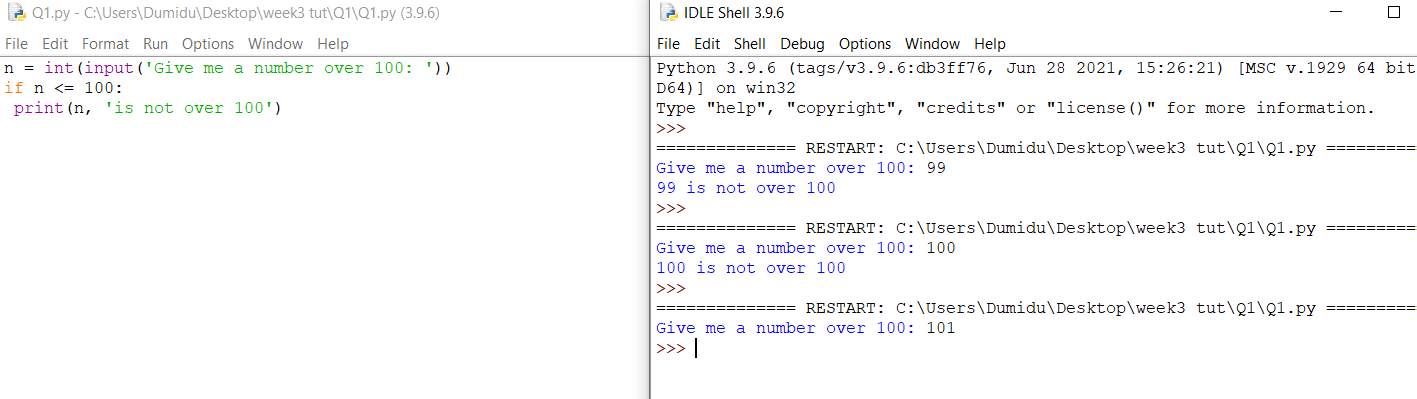 Q1.py - C:\Users\Dumidu\Desktop\week3 tut\Q1\Q1.py (3.9.6)
File Edit Format Run Options Window Help
n = int(input('Give me a number over 100: '))
if n <= 100:
 print(n, 'is not over 100')
IDLE Shell 3.9.6
File Edit Shell Debug Options Window Help
Python 3.9.6 (tags/v3.9.6:db3ff76, Jun 28 2021, 15:26:21) [MSC v.1929 64 bit
D64)] on win32
Type "help", "copyright", "credits" or "license()" for more information.
>>>
============== RESTART: C:\Users\Dumidu\Desktop\week3 tut\Q1\Q1.py =========
Give me a number over 100: 99
99 is not over 100
>>>
============== RESTART: C:\Users\Dumidu\Desktop\week3 tut\Q1\Q1.py =========
Give me a number over 100: 100
100 is not over 100
>>>
============== RESTART: C:\Users\Dumidu\Desktop\week3 tut\Q1\Q1.py =========
Give me a number over 100: 101
>>>